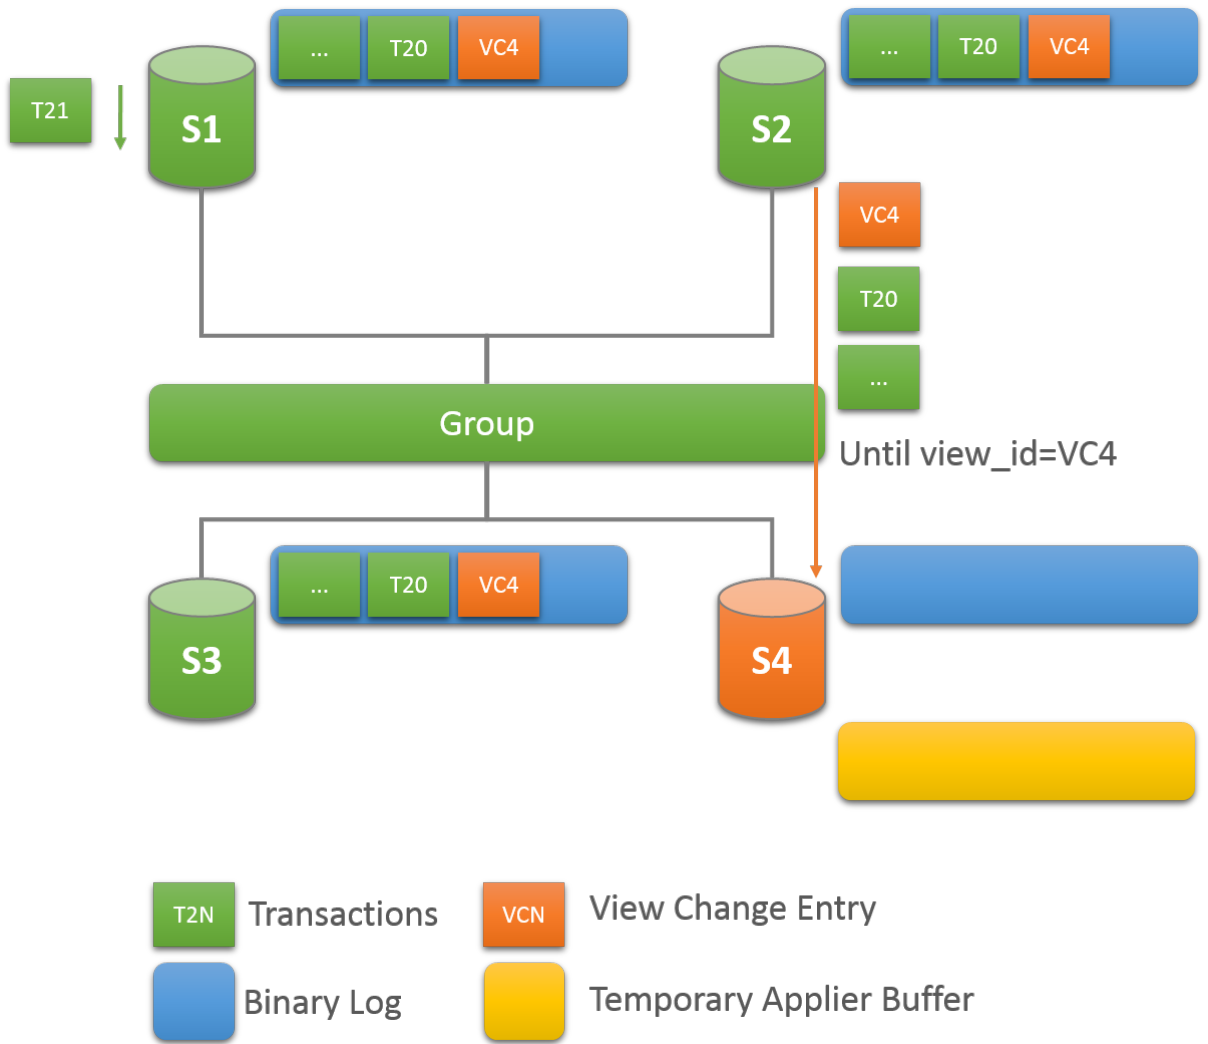 ... T20 VC4
... T20 VC4
T21
S1
S2
VC4
T20
...
Group
Until view_id=VC4
... T20 VC4
S3
S4
T2N Transactions
VCN View Change Entry
Binary Log
Temporary Applier Buffer